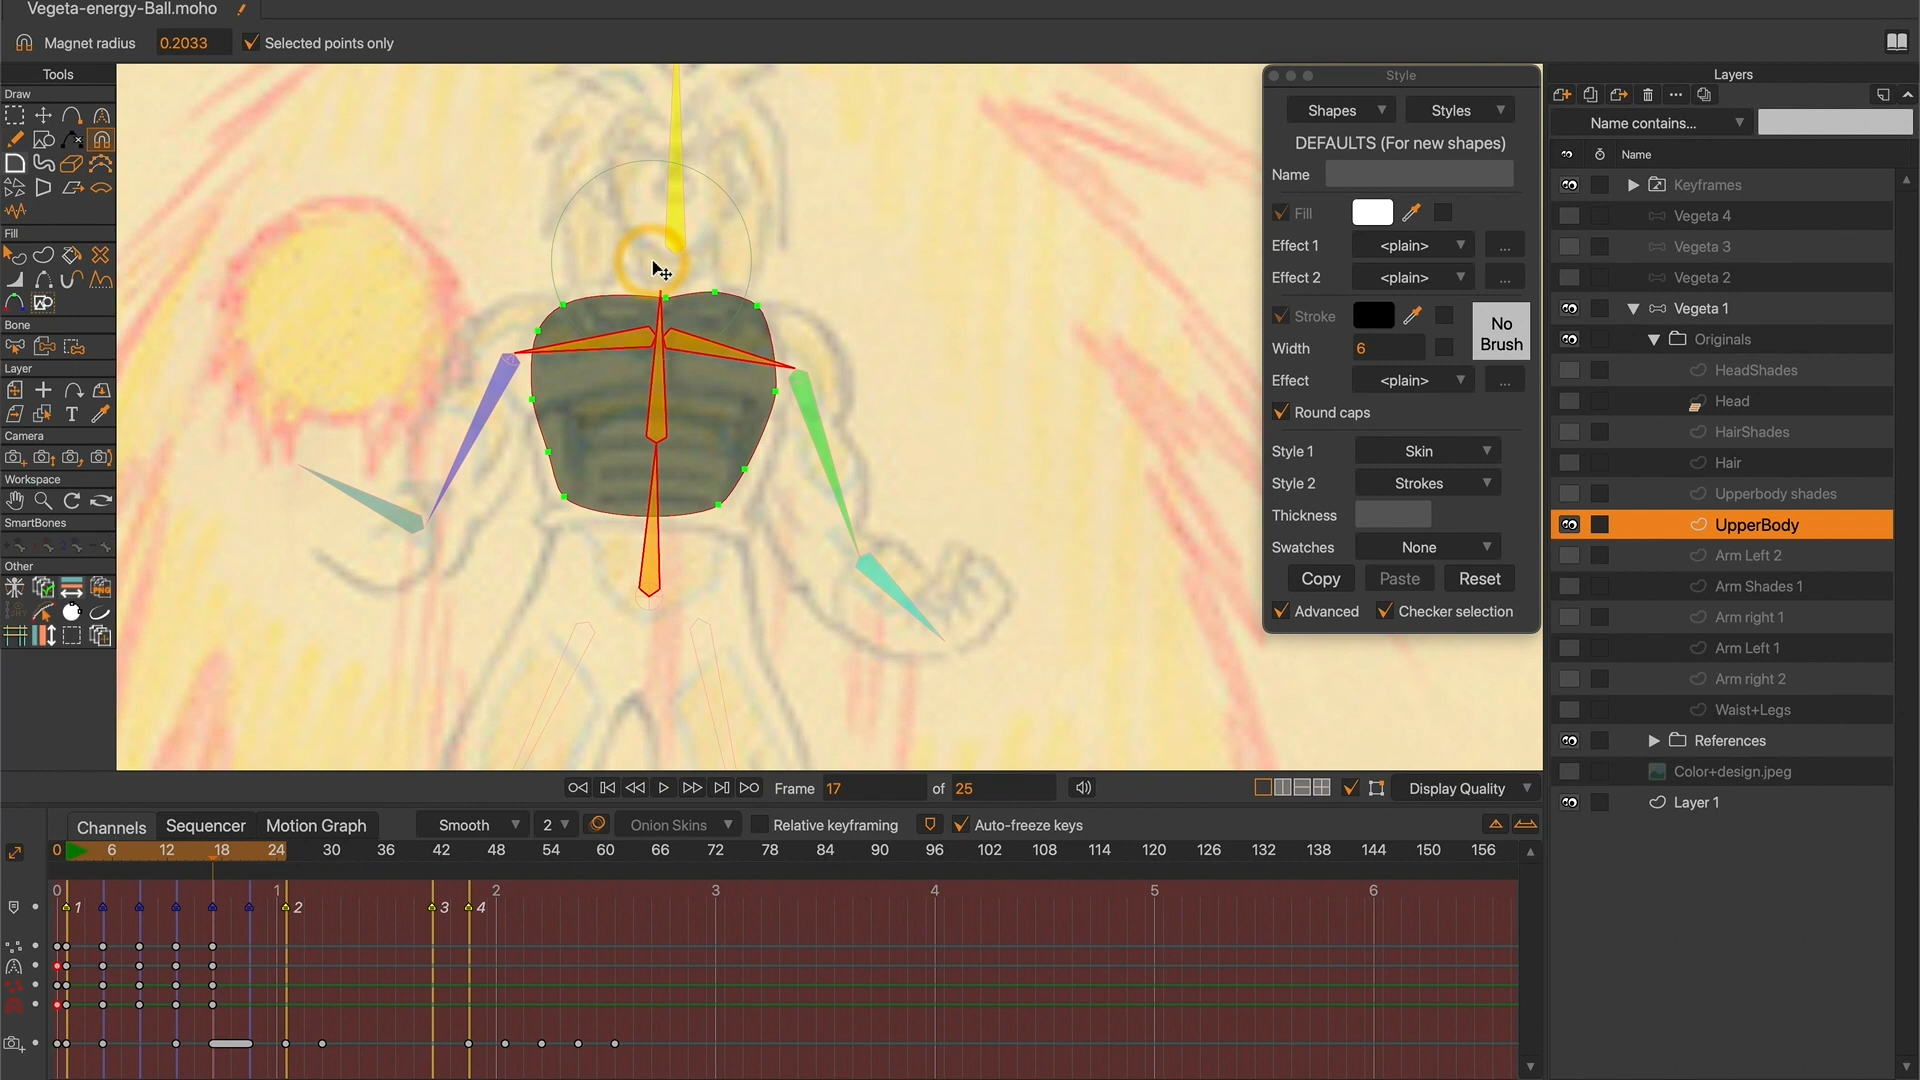 Vegeta-energy-Ball.moho
Magnet radius 0.2033 Selected points only
Tools
Draw
Fill
Bone
Layer
Camera
Workspace
SmartBones
Other
Style
Shapes Styles
DEFAULTS (For new shapes)
Name
Fill
Effect 1 <plain> ...
Effect 2 <plain> ...
Stroke
No
Brush
Width 6
Effect <plain> ...
Round caps
Style 1 Skin
Style 2 Strokes
Thickness
Swatches None
Copy Paste Reset
Advanced Checker selection
Layers
Name contains...
Name
Keyframes
Vegeta 4
Vegeta 3
Vegeta 2
Vegeta 1
Originals
HeadShades
Head
HairShades
Hair
Upperbody shades
UpperBody
Arm Left 2
Arm Shades 1
Arm right 1
Arm Left 1
Arm right 2
Waist+Legs
References
Color+design.jpeg
Layer 1
Frame 17 of 25
Display Quality
Channels Sequencer Motion Graph Smooth 2 Onion Skins Relative keyframing Auto-freeze keys
0 6 12 18 24 30 36 42 48 54 60 66 72 78 84 90 96 102 108 114 120 126 132 138 144 150 156
0 1 2 3 4 5 6
1 2 3 4